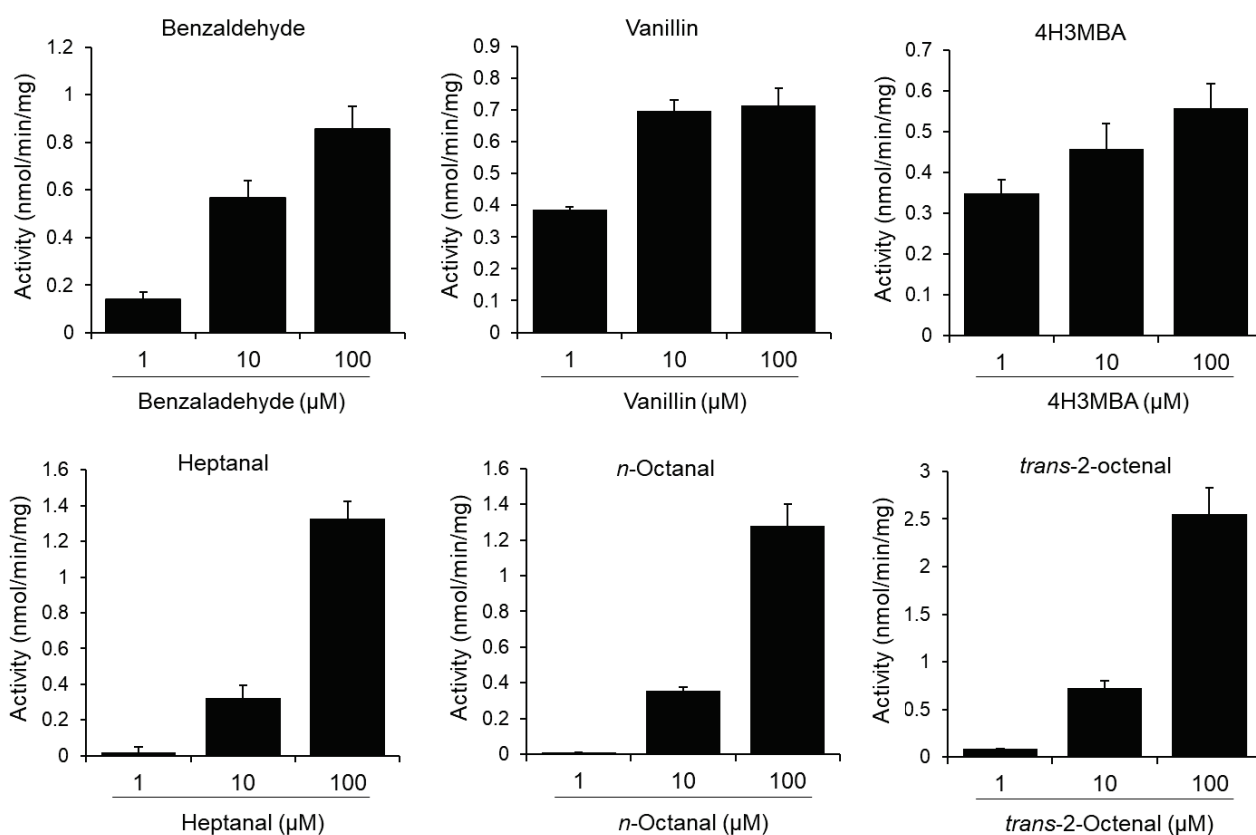 Benzaldehyde
Activity (nmol/min/mg)
1.2
1
0.8
0.6
0.4
0.2
0
1 10 100
Benzaladehyde (µM)
Vanillin
Activity (nmol/min/mg)
0.9
0.8
0.7
0.6
0.5
0.4
0.3
0.2
0.1
0
1 10 100
Vanillin (µM)
4H3MBA
Activity (nmol/min/mg)
0.7
0.6
0.5
0.4
0.3
0.2
0.1
0
1 10 100
4H3MBA (µM)
Heptanal
Activity (nmol/min/mg)
1.6
1.4
1.2
1
0.8
0.6
0.4
0.2
0
1 10 100
Heptanal (µM)
n-Octanal
Activity (nmol/min/mg)
1.6
1.4
1.2
1
0.8
0.6
0.4
0.2
0
1 10 100
n-Octanal (µM)
trans-2-octenal
Activity (nmol/min/mg)
3
2.5
2
1.5
1
0.5
0
1 10 100
trans-2-Octenal (µM)